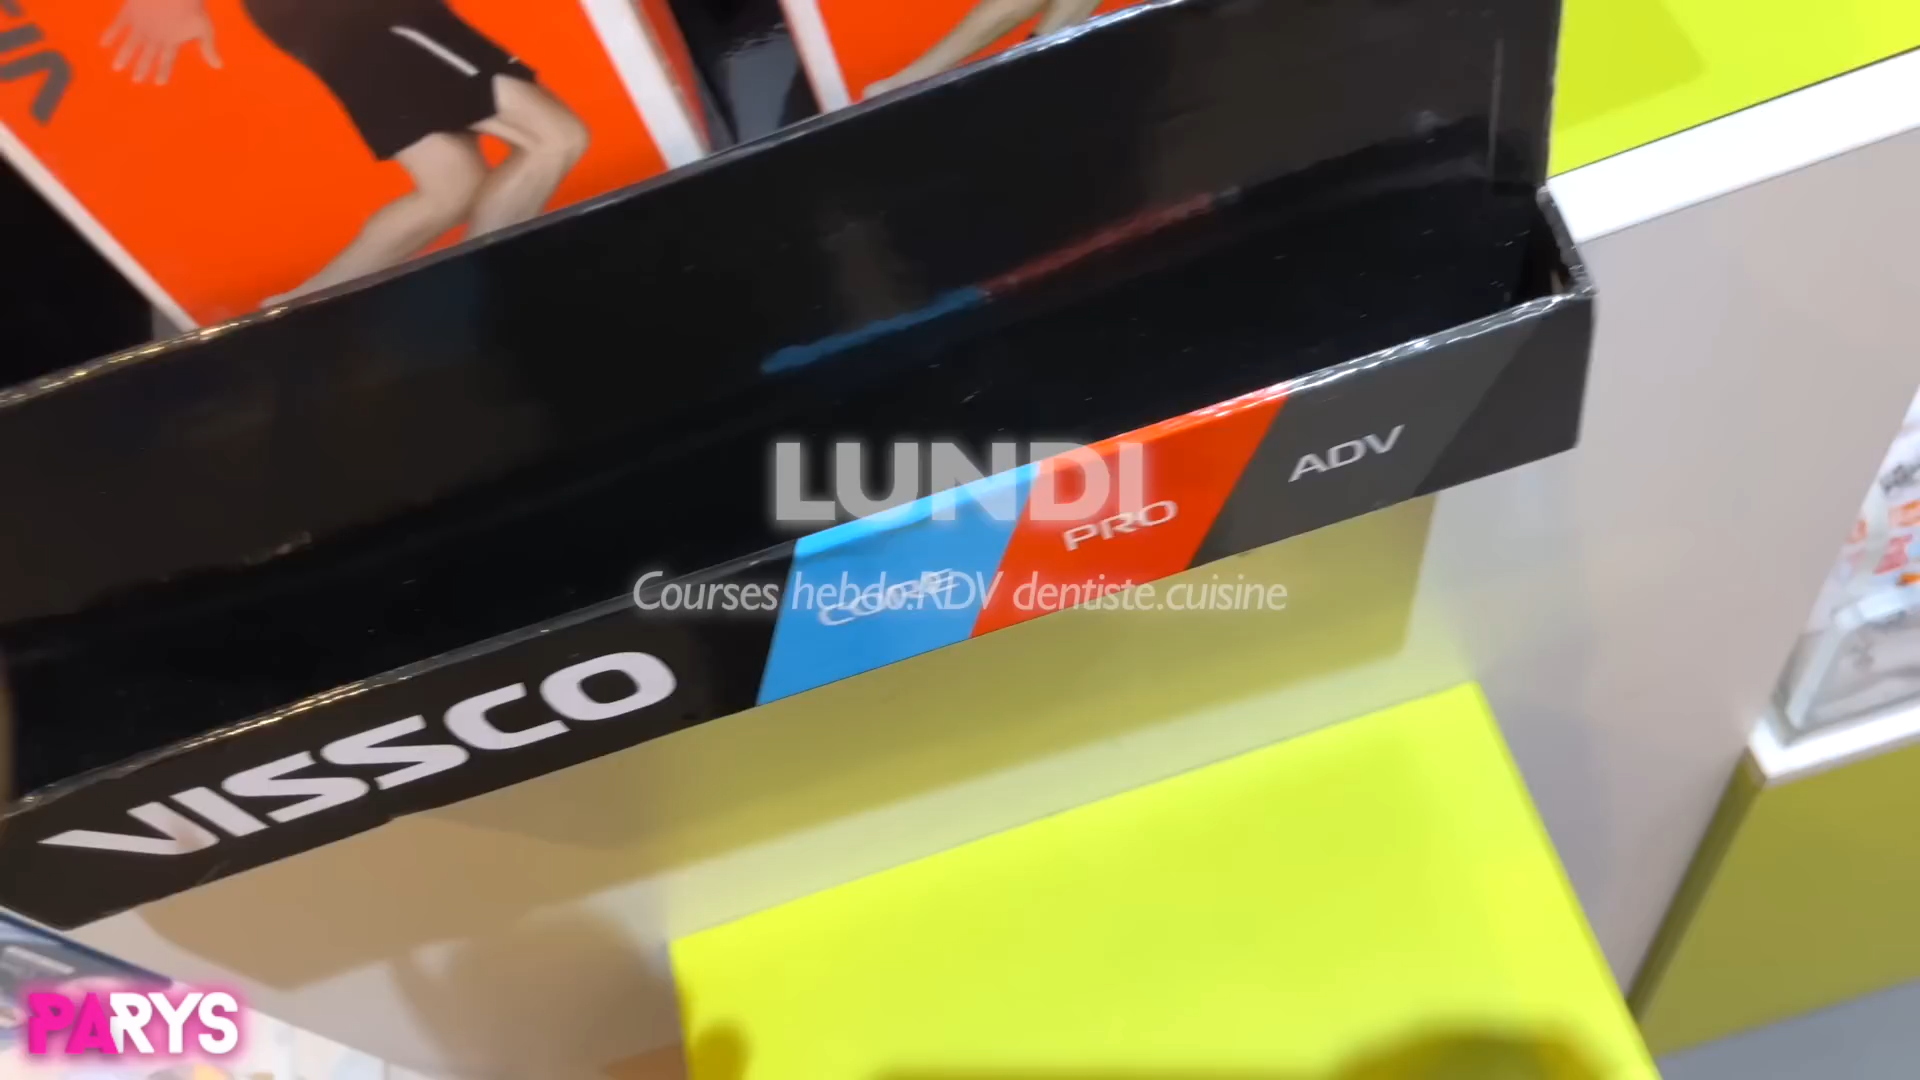 LUNDI
Courses hebdo.RDV dentiste.cuisine
VISSCO
CORE
PRO
ADV
PARYS